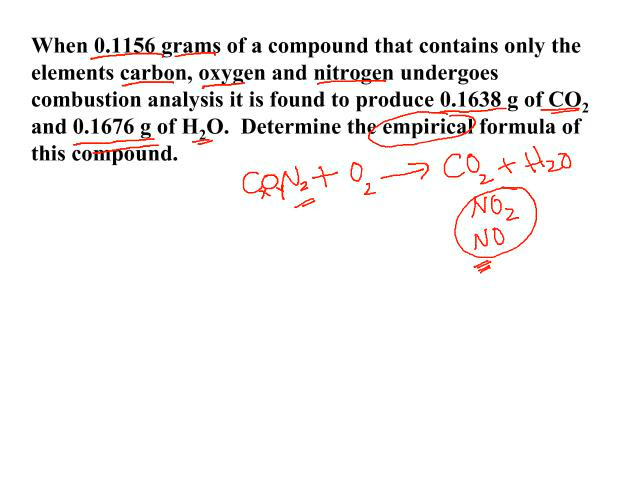 When 0.1156 grams of a compound that contains only the
elements carbon, oxygen and nitrogen undergoes
combustion analysis it is found to produce 0.1638 g of CO₂
and 0.1676 g of H₂O. Determine the empirical formula of
this compound.
CₓOᵧN₂ + O₂ → CO₂ + H₂O
NO₂
NO